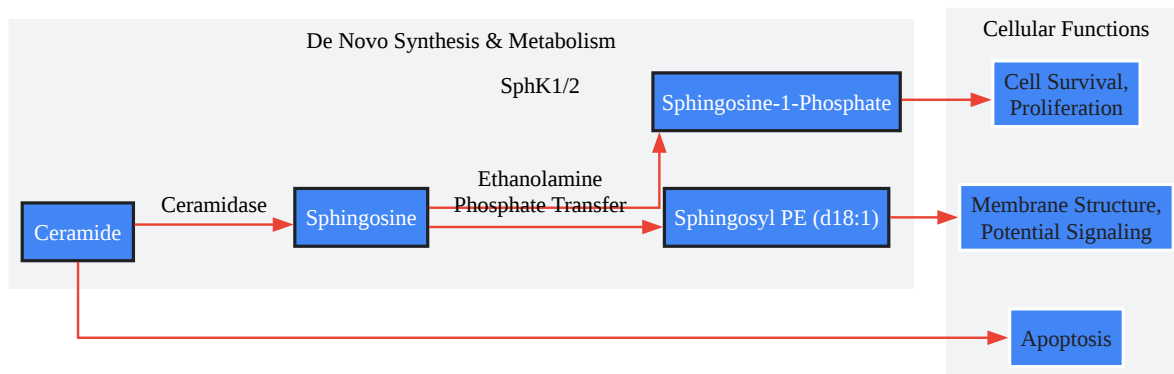 De Novo Synthesis & Metabolism
Cellular Functions
SphK1/2
Sphingosine-1-Phosphate
Cell Survival,
Proliferation
Ceramide
Ceramidase
Sphingosine
Ethanolamine
Phosphate Transfer
Sphingosyl PE (d18:1)
Membrane Structure,
Potential Signaling
Apoptosis